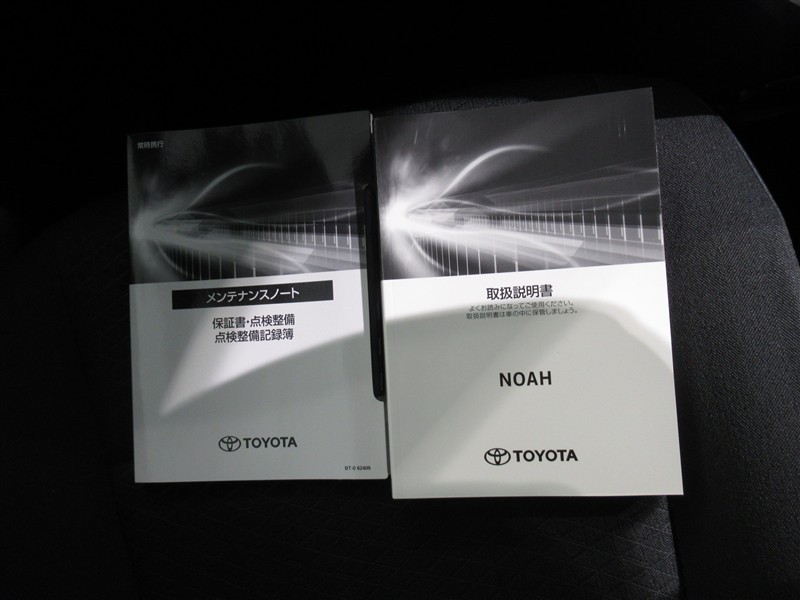 常時携行
メンテナンスノート
保証書・点検整備
点検整備記録簿
TOYOTA
取扱説明書
よくお読みになってご使用ください。
取扱説明書は車の中に保管しましょう。
NOAH
TOYOTA